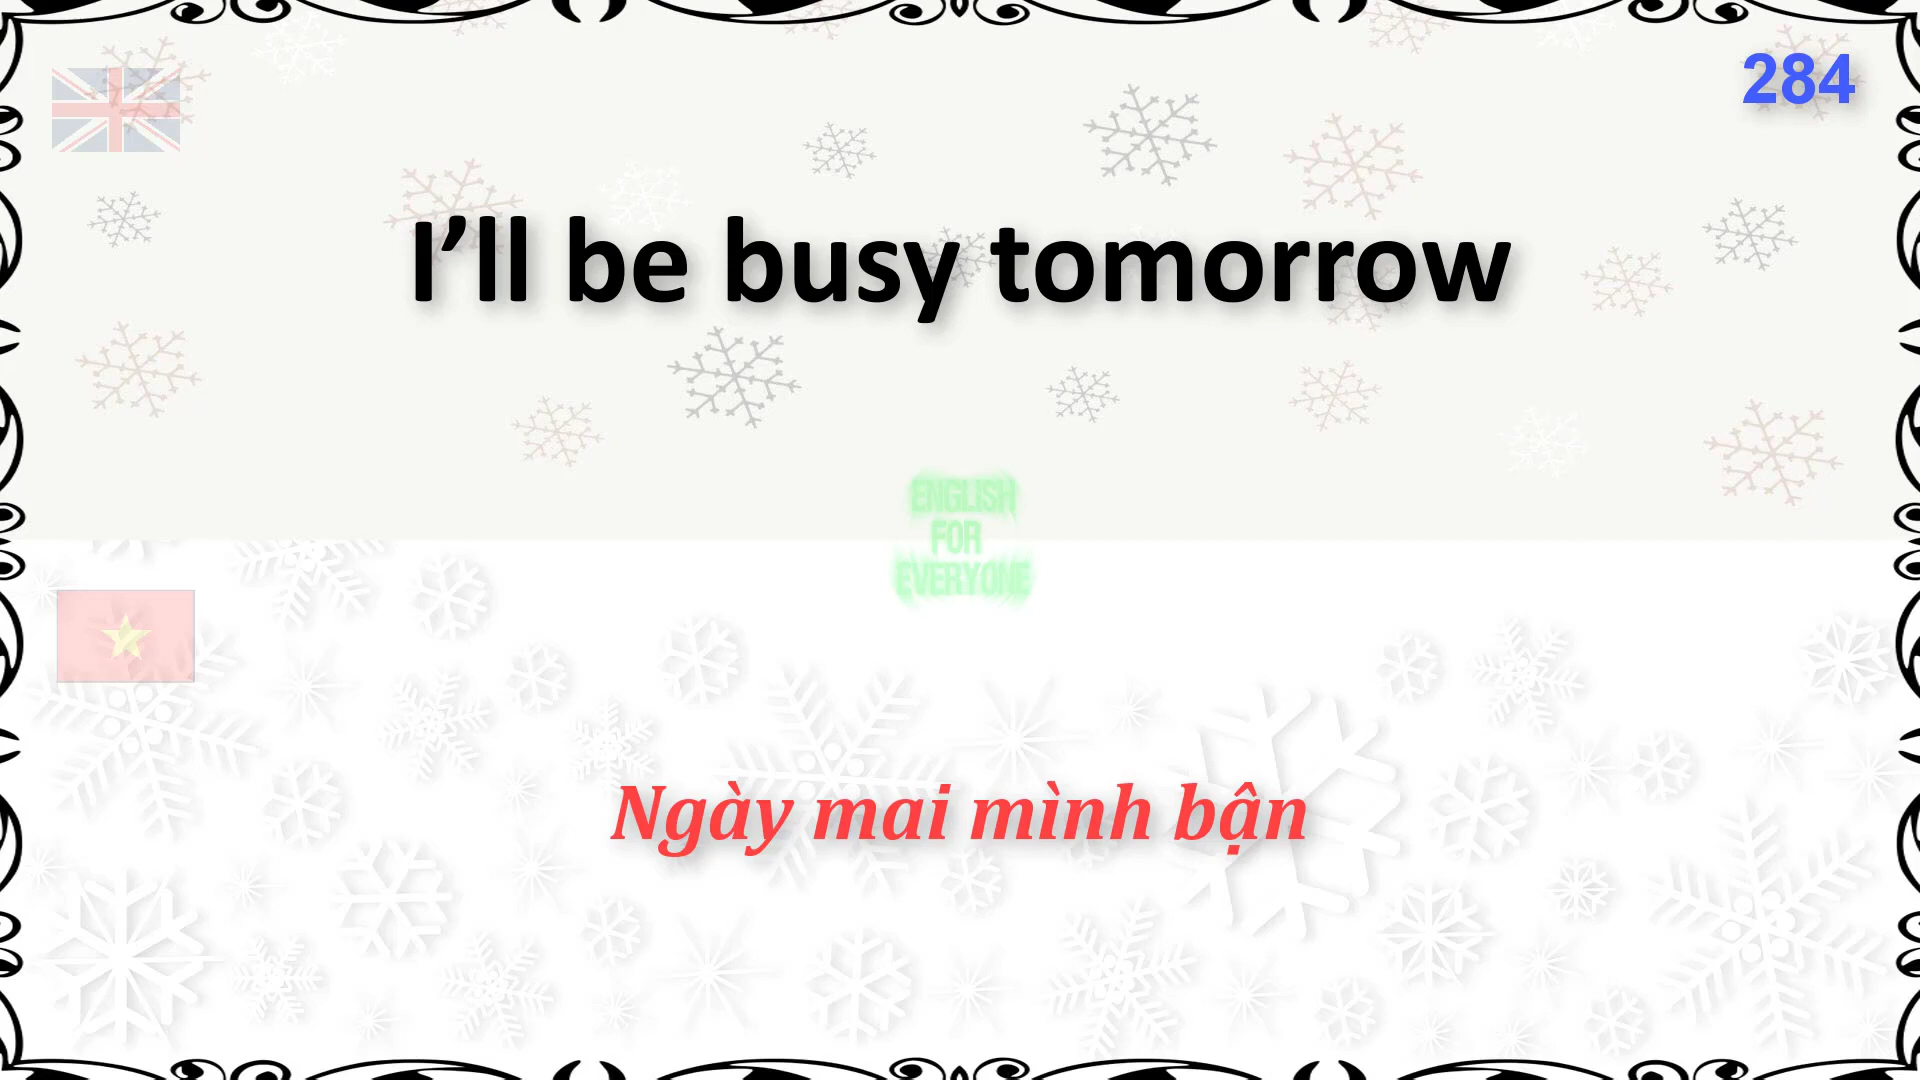 284
I’ll be busy tomorrow
ENGLISH
FOR
EVERYONE
Ngày mai mình bận